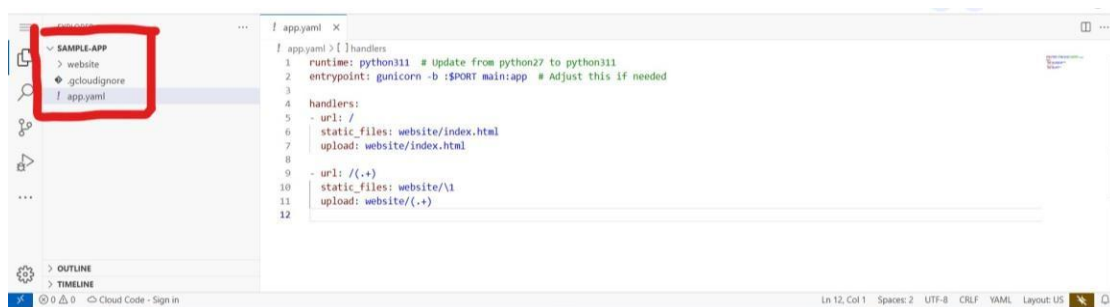 EXPLORER
...
SAMPLE-APP
> website
.gcloudignore
! app.yaml
> OUTLINE
> TIMELINE
! app.yaml ×
! app.yaml > [ ] handlers
1 runtime: python311 # Update from python27 to python311
2 entrypoint: gunicorn -b :$PORT main:app # Adjust this if needed
3
4 handlers:
5 - url: /
6 static_files: website/index.html
7 upload: website/index.html
8
9 - url: /(.+)
10 static_files: website/\1
11 upload: website/(.+)
12
0 0 Cloud Code - Sign in
Ln 12, Col 1 Spaces: 2 UTF-8 CRLF YAML Layout: US